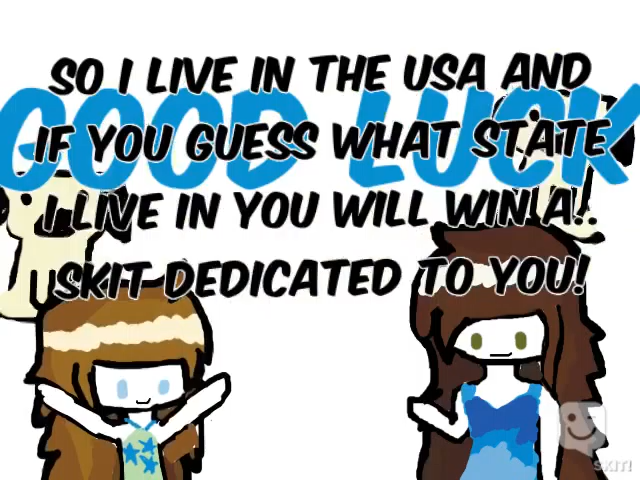 SO I LIVE IN THE USA AND
GOOD LUCK
IF YOU GUESS WHAT STATE
I LIVE IN YOU WILL WIN A..
SKIT DEDICATED TO YOU!
SKIT!